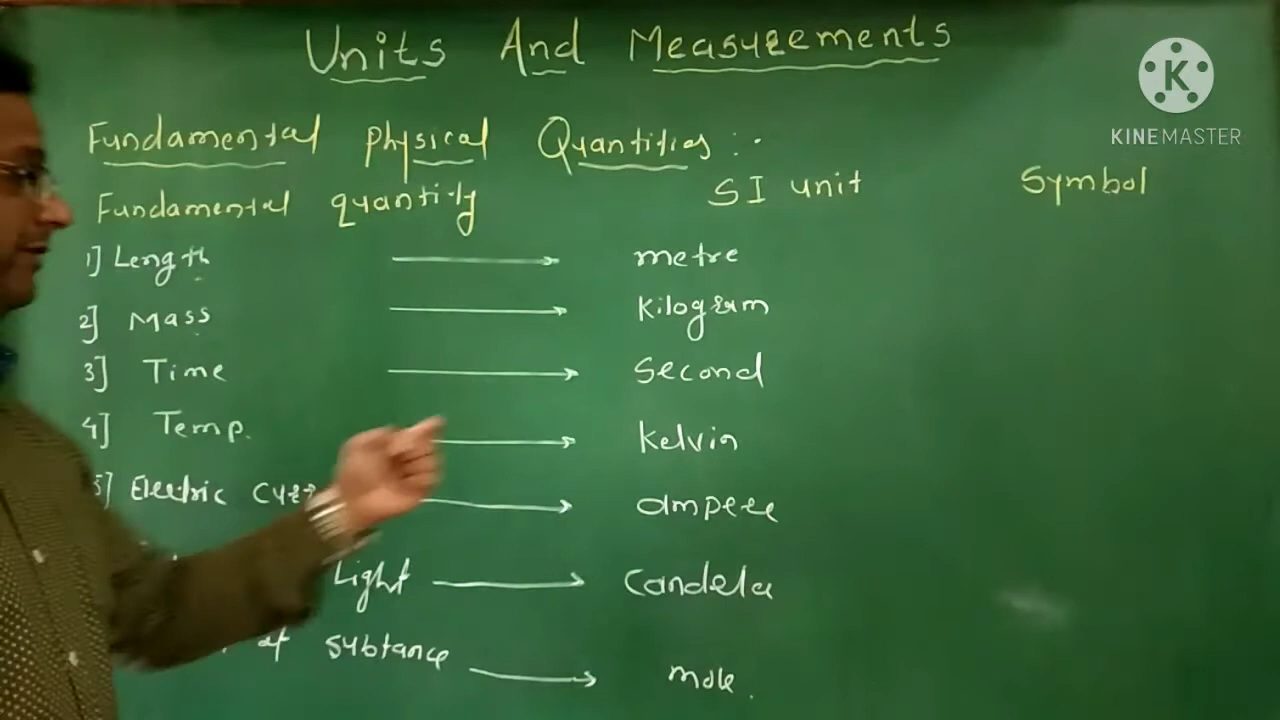 Units And Measurements
K
KINEMASTER
Fundamental Physical Quantities :-
Fundamental quantity SI unit Symbol
1] Length metre
2] Mass Kilogram
3] Time Second
4] Temp. Kelvin
5] Electric ampere
Light Candela
of subtance mole.